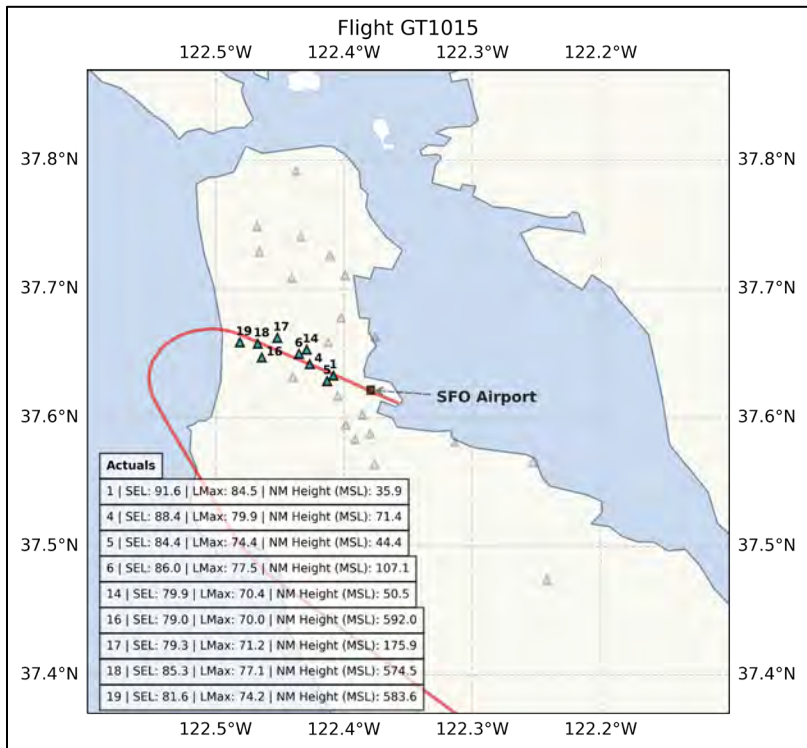 Flight GT1015
122.5°W 122.4°W 122.3°W 122.2°W
37.8°N 37.8°N
37.7°N 37.7°N
19 18 17 6 14
16 4 5 1
SFO Airport
37.6°N 37.6°N
Actuals
1 | SEL: 91.6 | LMax: 84.5 | NM Height (MSL): 35.9
4 | SEL: 88.4 | LMax: 79.9 | NM Height (MSL): 71.4
37.5°N 37.5°N
5 | SEL: 84.4 | LMax: 74.4 | NM Height (MSL): 44.4
6 | SEL: 86.0 | LMax: 77.5 | NM Height (MSL): 107.1
14 | SEL: 79.9 | LMax: 70.4 | NM Height (MSL): 50.5
16 | SEL: 79.0 | LMax: 70.0 | NM Height (MSL): 592.0
17 | SEL: 79.3 | LMax: 71.2 | NM Height (MSL): 175.9
37.4°N 37.4°N
18 | SEL: 85.3 | LMax: 77.1 | NM Height (MSL): 574.5
19 | SEL: 81.6 | LMax: 74.2 | NM Height (MSL): 583.6
122.5°W 122.4°W 122.3°W 122.2°W